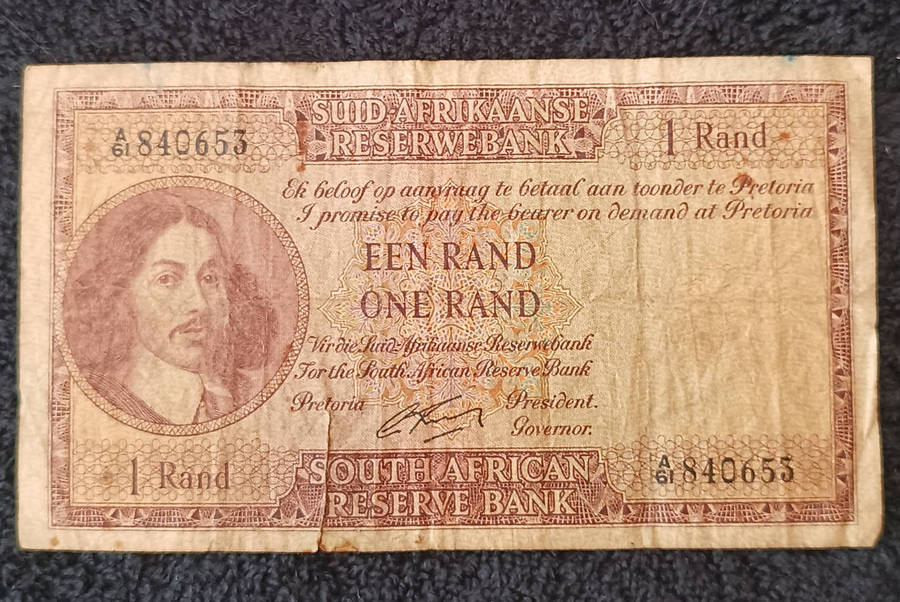 SUID-AFRIKAANSE
RESERWEBANK
A/61 840653
1 Rand
Ek beloof op aanvraag te betaal aan toonder te Pretoria
I promise to pay the bearer on demand at Pretoria
EEN RAND
ONE RAND
Vir die Suid-Afrikaanse Reserwebank
For the South African Reserve Bank
Pretoria
President.
Governor.
1 Rand
SOUTH AFRICAN
RESERVE BANK
A/61 840653